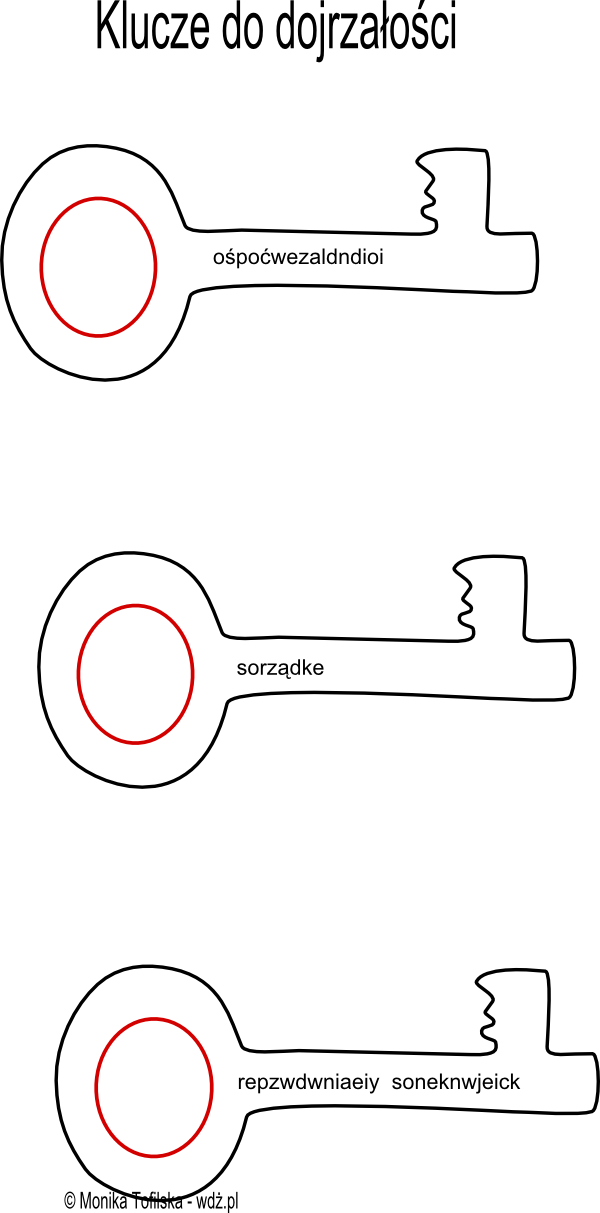 Klucze do dojrzałości
ośpoćwezaldndioi
sorządke
repzwdwniaeiy soneknwjeick
© Monika Tofilska - wdż.pl